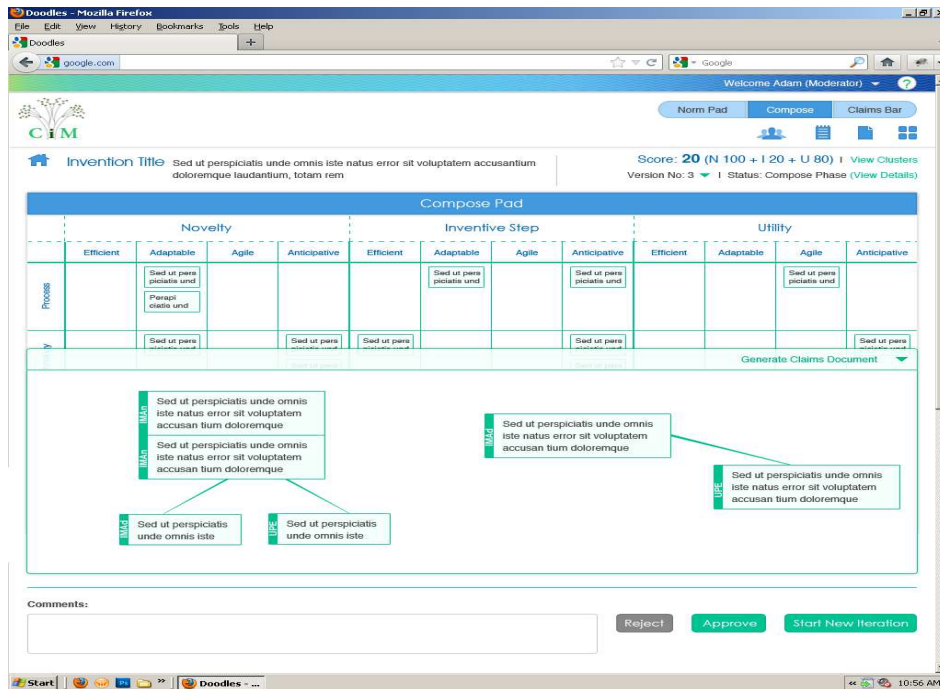 Doodles - Mozilla Firefox
File Edit View History Bookmarks Tools Help
Doodles
google.com
Google
Welcome Adam (Moderator)
?
CiM
Norm Pad Compose Claims Bar
Invention Title Sed ut perspiciatis unde omnis iste natus error sit voluptatem accusantium
doloremque laudantium, totam rem
Score: 20 (N 100 + I 20 + U 80) I View Clusters
Version No: 3 I Status: Compose Phase (View Details)
Compose Pad
Novelty Inventive Step Utility
Efficient Adaptable Agile Anticipative Efficient Adaptable Agile Anticipative Efficient Adaptable Agile Anticipative
Process
Sed ut pers
piciatis und
Perspi
ciatis und
Sed ut pers
piciatis und
Sed ut pers
piciatis und
Sed ut pers
piciatis und
Sed ut pers
piciatis und
Sed ut pers
Sed ut pers
Sed ut pers
Sed ut pers
Generate Claims Document
IMAn
Sed ut perspiciatis unde omnis
iste natus error sit voluptatem
accusan tium doloremque
IMAn
Sed ut perspiciatis unde omnis
iste natus error sit voluptatem
accusan tium doloremque
IMAd
Sed ut perspiciatis
unde omnis iste
UPE
Sed ut perspiciatis
unde omnis iste
IMAd
Sed ut perspiciatis unde omnis
iste natus error sit voluptatem
accusan tium doloremque
UPE
Sed ut perspiciatis unde omnis
iste natus error sit voluptatem
accusan tium doloremque
Comments:
Reject Approve Start New Iteration
Start
Ps
»
Doodles - ...
«
10:56 AM